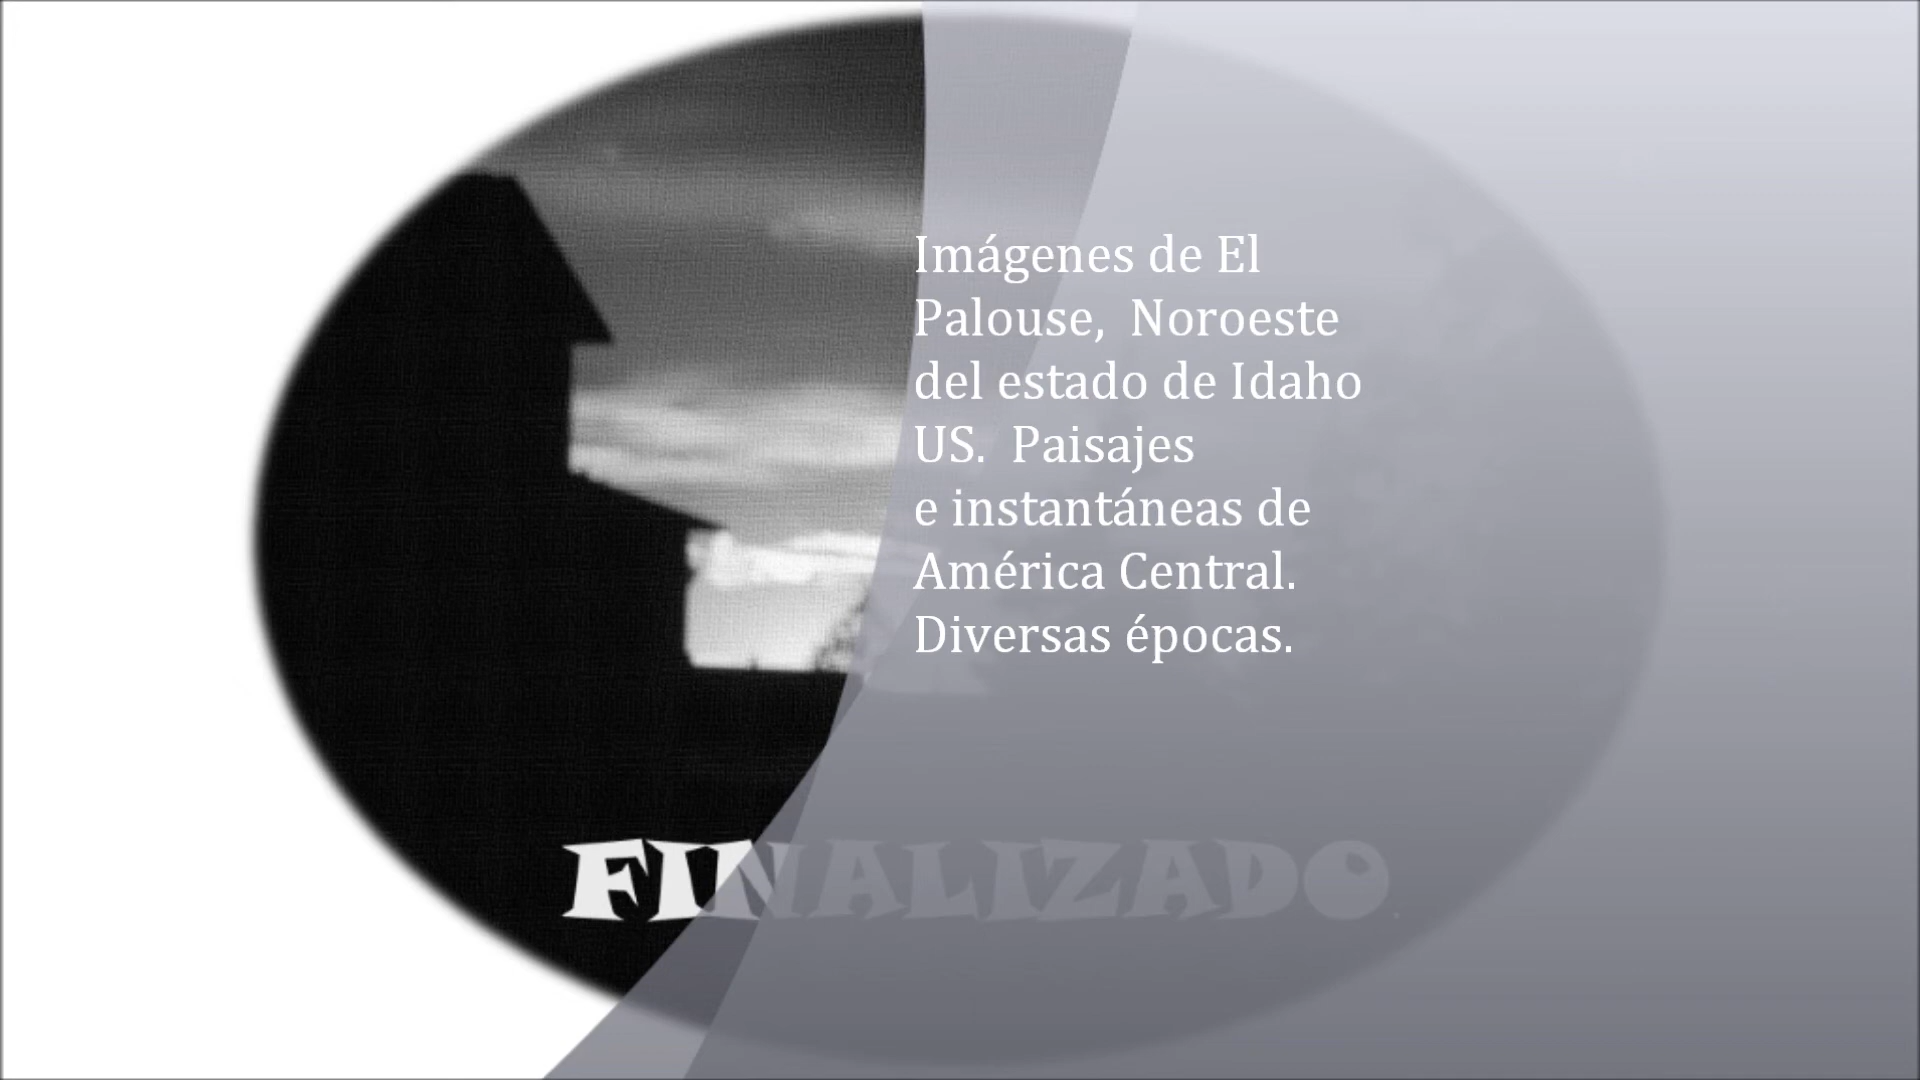 Imágenes de El
Palouse,  Noroeste
del estado de Idaho
US.  Paisajes
e instantáneas de
América Central.
Diversas épocas.
FINALIZADO.